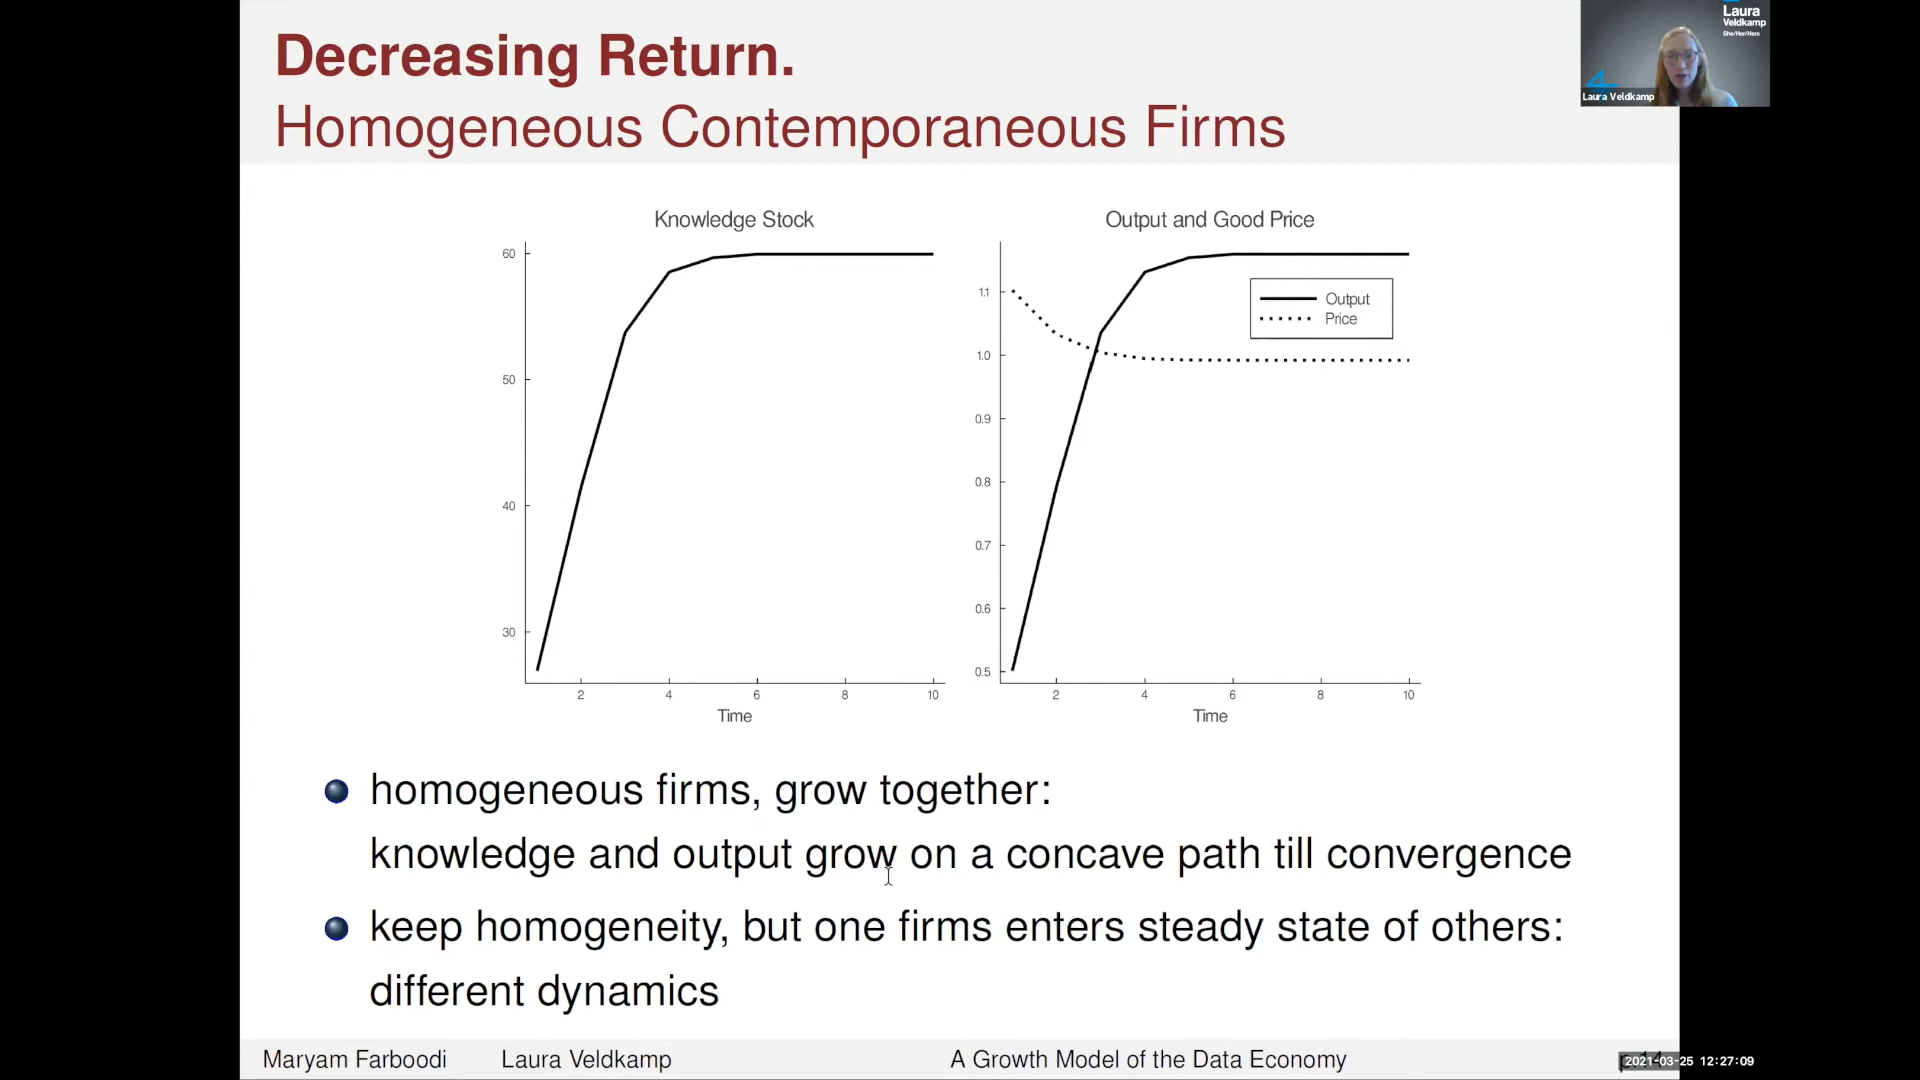 Decreasing Return.
Homogeneous Contemporaneous Firms
Laura
Veldkamp
She/Her/Hers
Laura Veldkamp
Knowledge Stock
60
50
40
30
2 4 6 8 10
Time
Output and Good Price
1.1
1.0
0.9
0.8
0.7
0.6
0.5
Output
Price
2 4 6 8 10
Time
homogeneous firms, grow together:
knowledge and output grow on a concave path till convergence
keep homogeneity, but one firms enters steady state of others:
different dynamics
Maryam Farboodi Laura Veldkamp A Growth Model of the Data Economy
2021-03-25 12:27:09